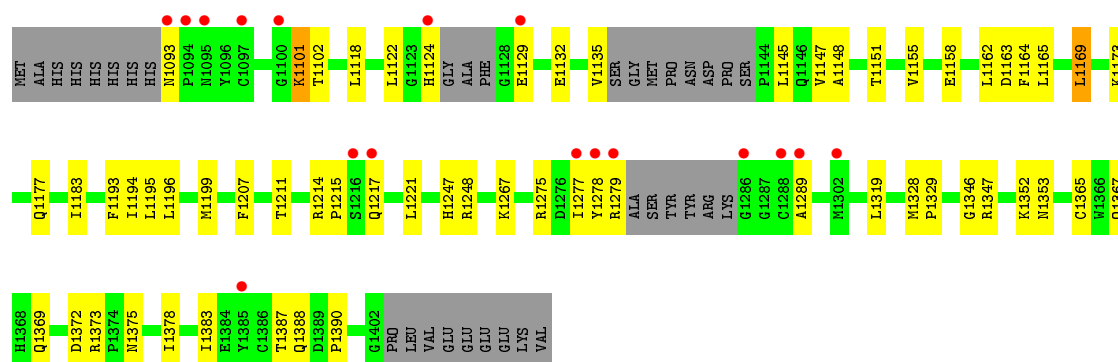 MET ALA HIS HIS HIS HIS HIS HIS N1093 P1094 N1095 Y1096 C1097 G1100 K1101 T1102 L1118 L1122 G1123 H1124 GLY ALA PHE G1128 E1129 E1132 V1135 SER GLY MET PRO ASN ASP PRO SER P1144 L1145 Q1146 V1147 A1148 T1151 V1155 E1158 L1162 D1163 F1164 L1165 L1169
Q1177 I1183 F1193 I1194 L1195 L1196 M1199 F1207 T1211 R1214 P1215 S1216 Q1217 L1221 H1247 R1248 K1267 R1275 D1276 I1277 Y1278 R1279 ALA SER TYR TYR ARG LYS G1286 G1287 C1288 A1289 M1302 L1319 M1328 P1329 G1346 R1347 K1352 N1353 C1365 W1366 Q1367
H1368 Q1369 D1372 R1373 P1374 N1375 I1378 I1383 E1384 Y1385 C1386 T1387 Q1388 D1389 P1390 G1402 PRO LEU VAL GLU GLU GLU GLU LYS VAL